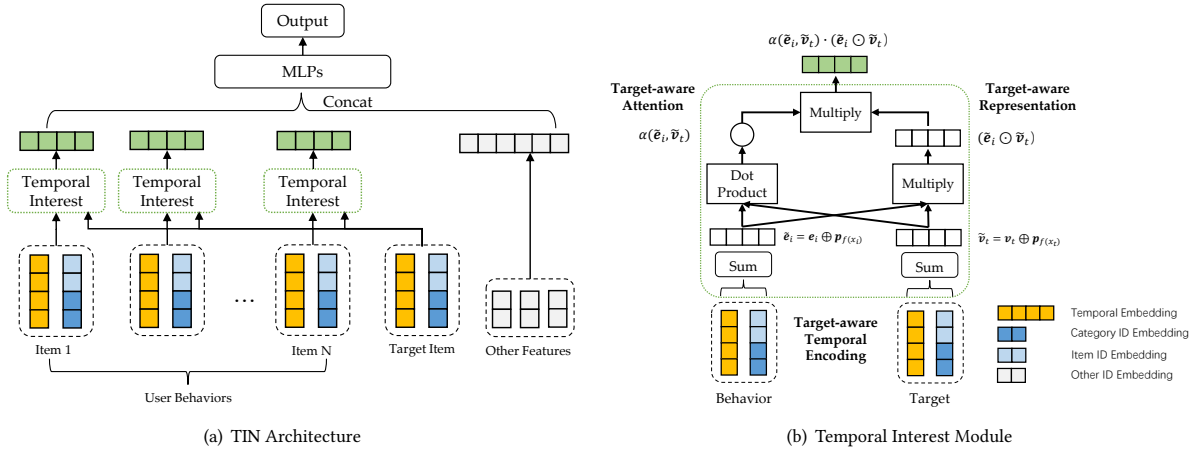 Output
MLPs
Concat
Temporal
Interest
Temporal
Interest
Temporal
Interest
...
Item 1
Item N
Target Item
Other Features
User Behaviors
(a) TIN Architecture
α(ẽᵢ, ṽₜ) · (ẽᵢ ⊙ ṽₜ)
Target-aware
Attention
Target-aware
Representation
Multiply
α(ẽᵢ, ṽₜ)
(ẽᵢ ⊙ ṽₜ)
Dot
Product
Multiply
ẽᵢ = eᵢ ⊕ p_f(xᵢ)
ṽₜ = vₜ ⊕ p_f(xₜ)
Sum
Sum
Target-aware
Temporal
Encoding
Behavior
Target
Temporal Embedding
Category ID Embedding
Item ID Embedding
Other ID Embedding
(b) Temporal Interest Module